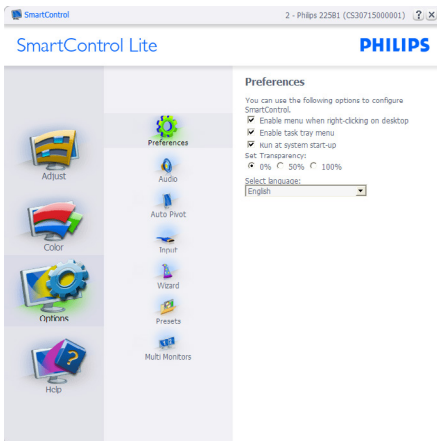 SmartControl
2 - Philips 225B1 (CS30715000001)
SmartControl Lite
PHILIPS
Adjust
Color
Options
Help
Preferences
Audio
Auto Pivot
Input
Wizard
Presets
Multi Monitors
Preferences
You can use the following options to configure
SmartControl.
Enable menu when right-clicking on desktop
Enable task tray menu
Run at system start-up
Set Transparency:
0% 50% 100%
Select language:
English